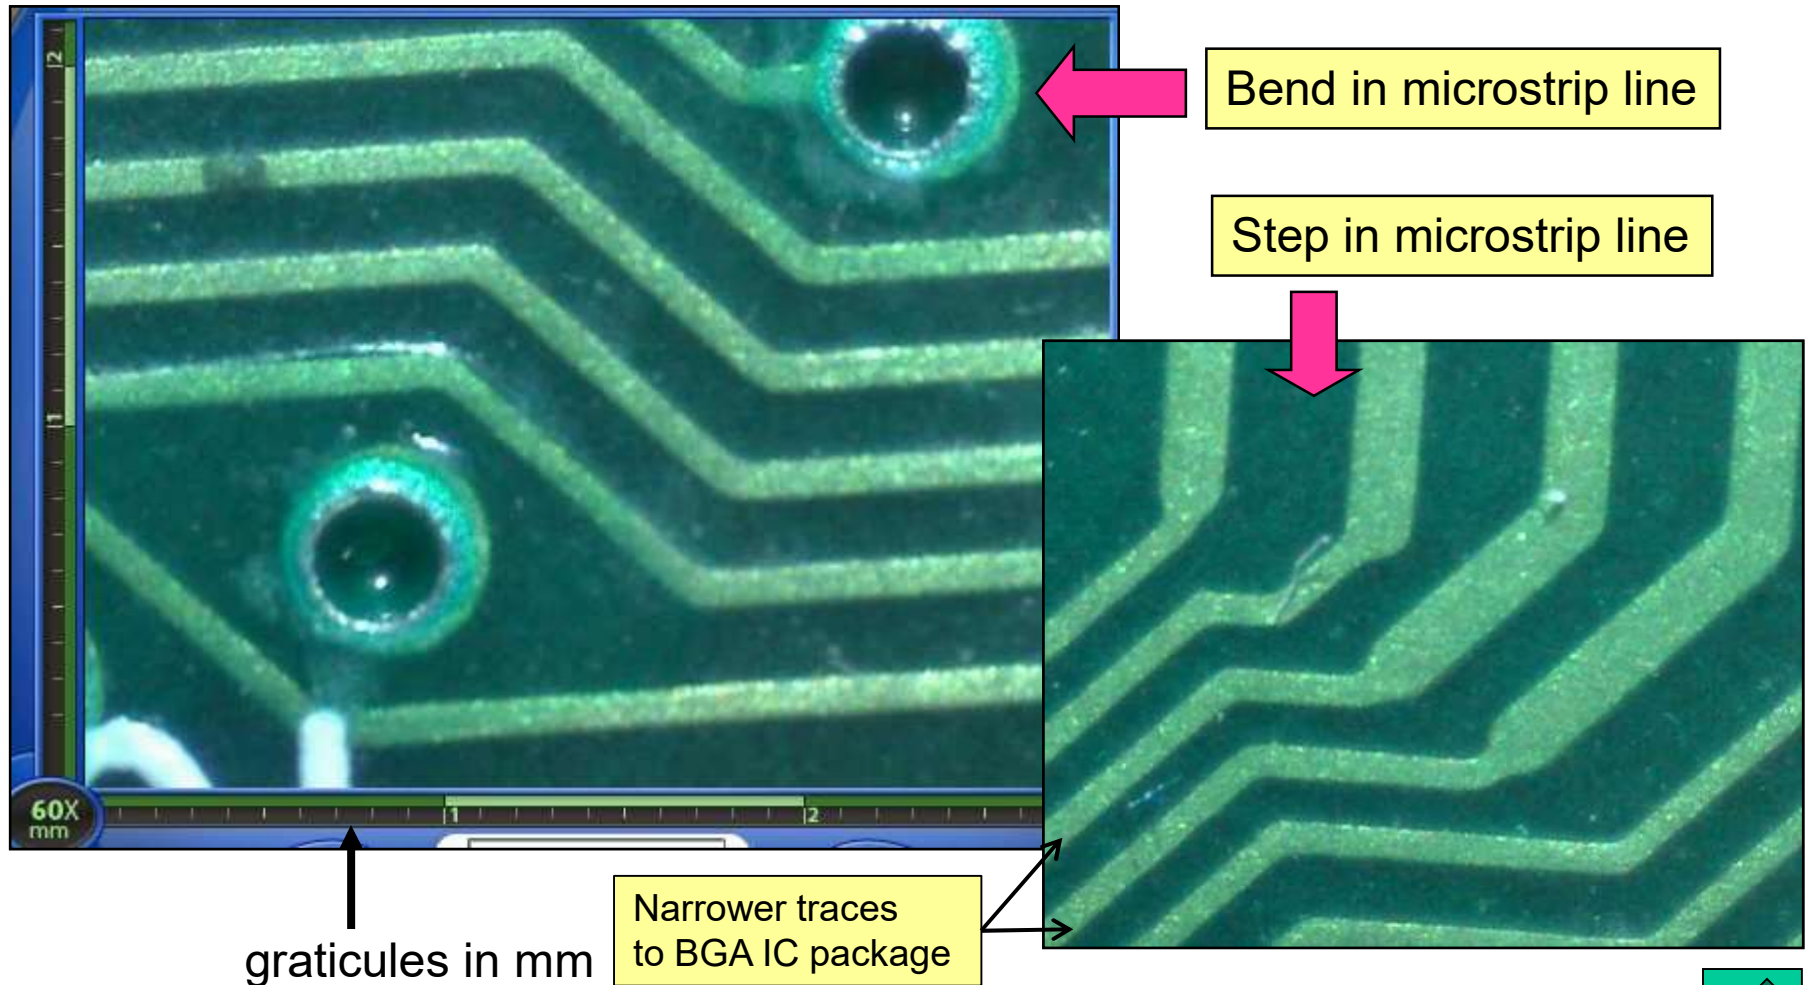 2
Bend in microstrip line
Step in microstrip line
1
60X
mm
1
2
graticules in mm
Narrower traces
to BGA IC package